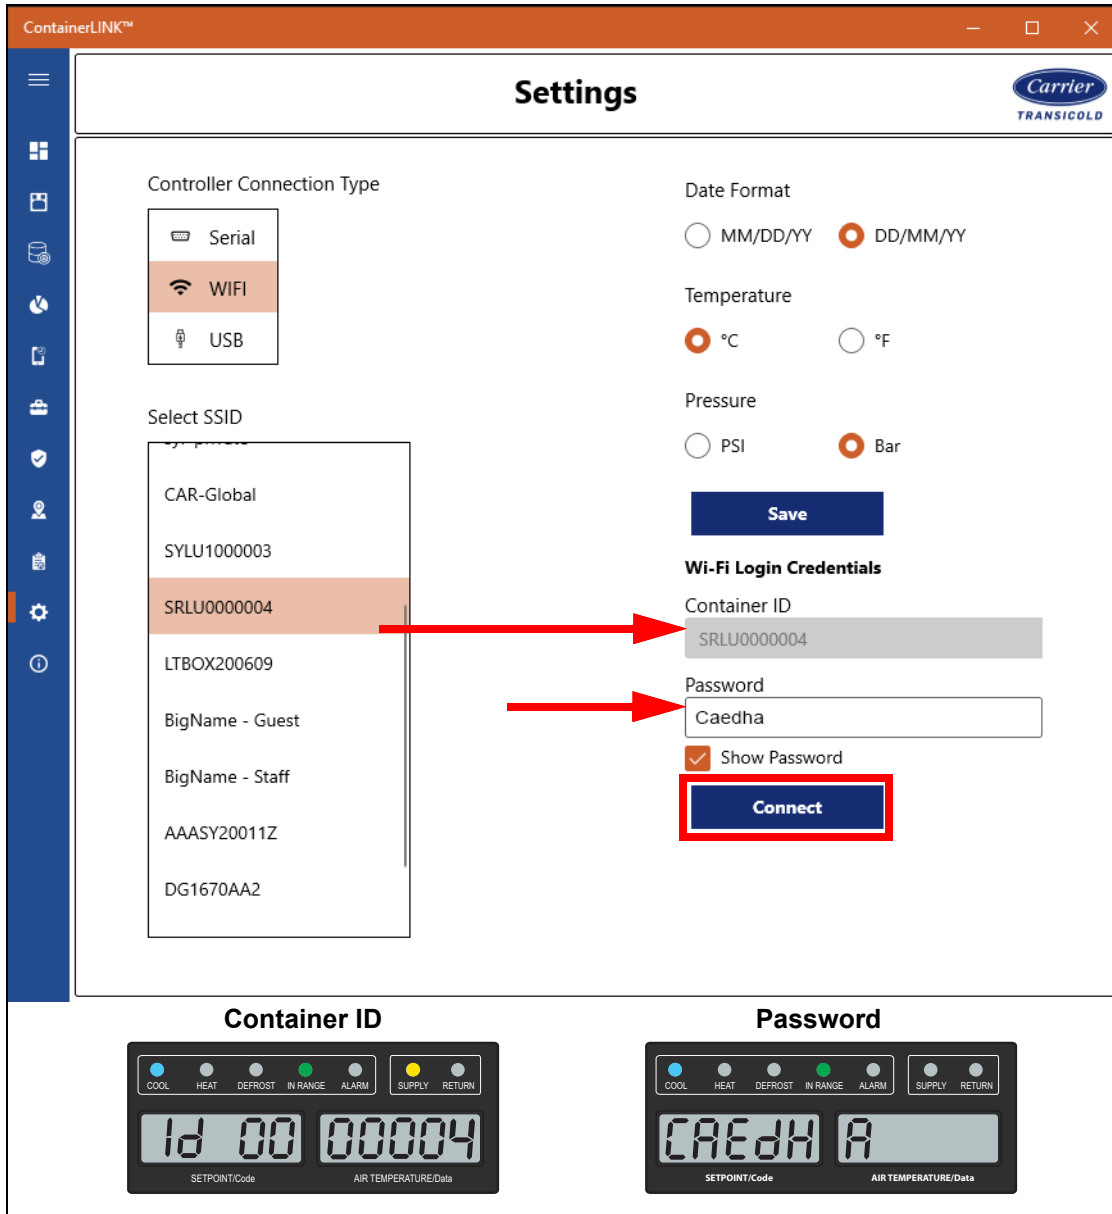 ContainerLINK™
Settings
Carrier
TRANSICOLD
Controller Connection Type
Serial
WIFI
USB
Select SSID
CAR-Global
SYLU1000003
SRLU0000004
LTBOX200609
BigName - Guest
BigName - Staff
AAASY20011Z
DG1670AA2
Date Format
MM/DD/YY DD/MM/YY
Temperature
°C °F
Pressure
PSI Bar
Save
Wi-Fi Login Credentials
Container ID
SRLU0000004
Password
Caedha
Show Password
Connect
Container ID
COOL HEAT DEFROST IN RANGE ALARM SUPPLY RETURN
Id 00 00004
SETPOINT/Code AIR TEMPERATURE/Data
Password
COOL HEAT DEFROST IN RANGE ALARM SUPPLY RETURN
CAEdH A
SETPOINT/Code AIR TEMPERATURE/Data